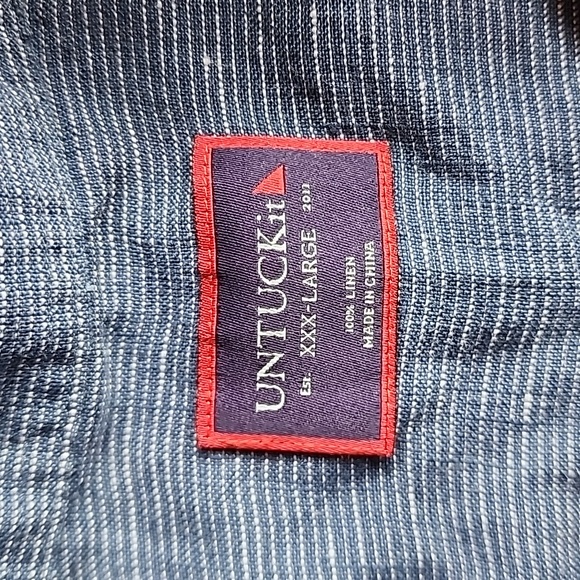 UNTUCKit
Est. XXX-LARGE 2011
100% LINEN
MADE IN CHINA